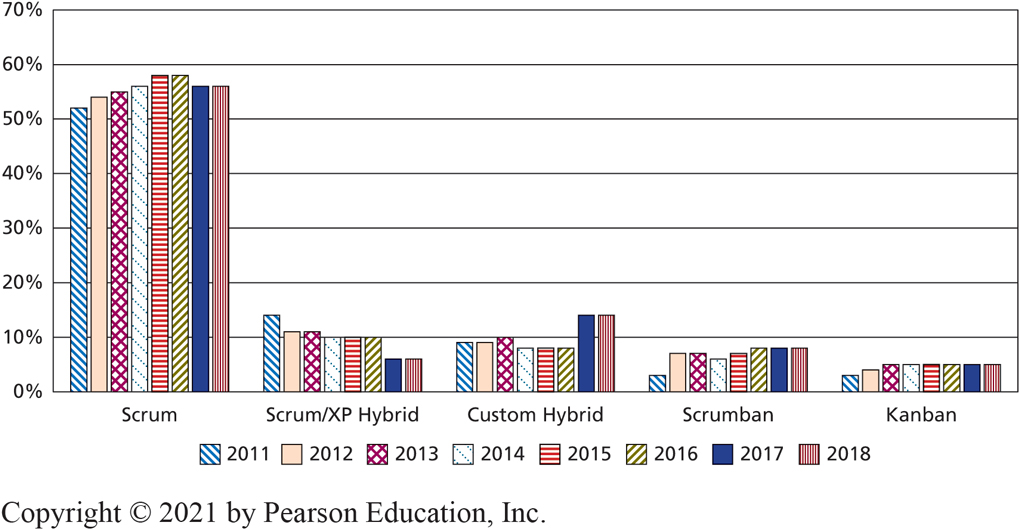 70%
60%
50%
40%
30%
20%
10%
0%
Scrum Scrum/XP Hybrid Custom Hybrid Scrumban Kanban
2011 2012 2013 2014 2015 2016 2017 2018
Copyright © 2021 by Pearson Education, Inc.